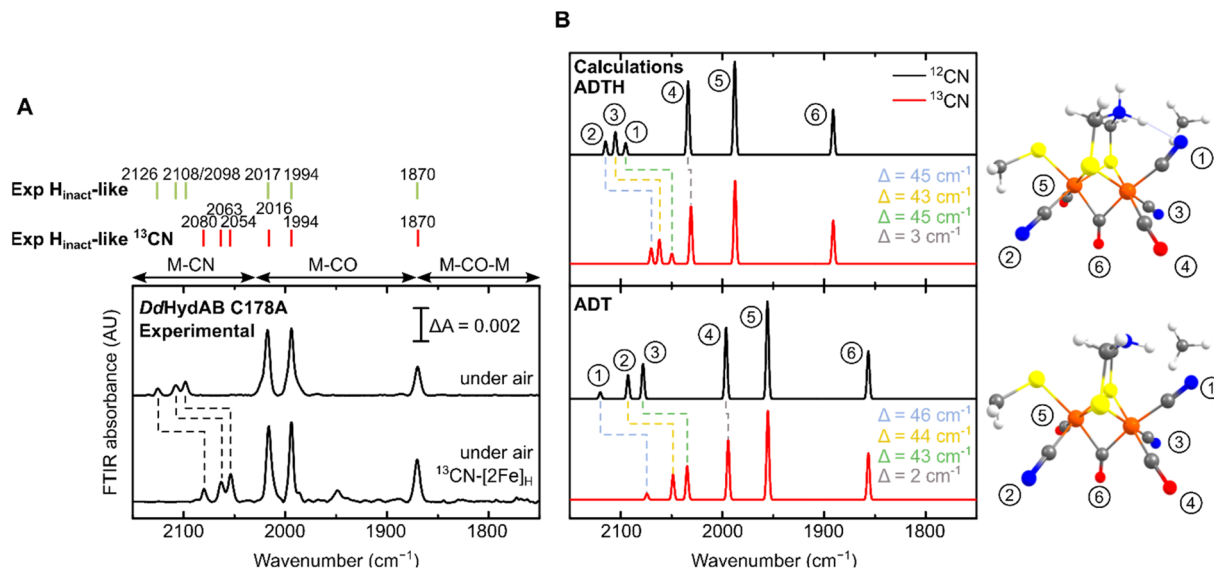 A
2126 2108/2098 2017 1994 1870
Exp Hinact-like
2063 2016
2080 2054 1994 1870
Exp Hinact-like 13CN
M-CN M-CO M-CO-M
DdHydAB C178A
Experimental
ΔA = 0.002
under air
under air
13CN-[2Fe]H
FTIR absorbance (AU)
2100 2000 1900 1800
Wavenumber (cm−1)
B
Calculations
ADTH
12CN
13CN
2 3 1 4 5 6
Δ = 45 cm-1
Δ = 43 cm-1
Δ = 45 cm-1
Δ = 3 cm-1
ADT
1 2 3 4 5 6
Δ = 46 cm-1
Δ = 44 cm-1
Δ = 43 cm-1
Δ = 2 cm-1
2100 2000 1900 1800
Wavenumber (cm−1)
1
5
3
2
6
4
1
5
3
2
6
4